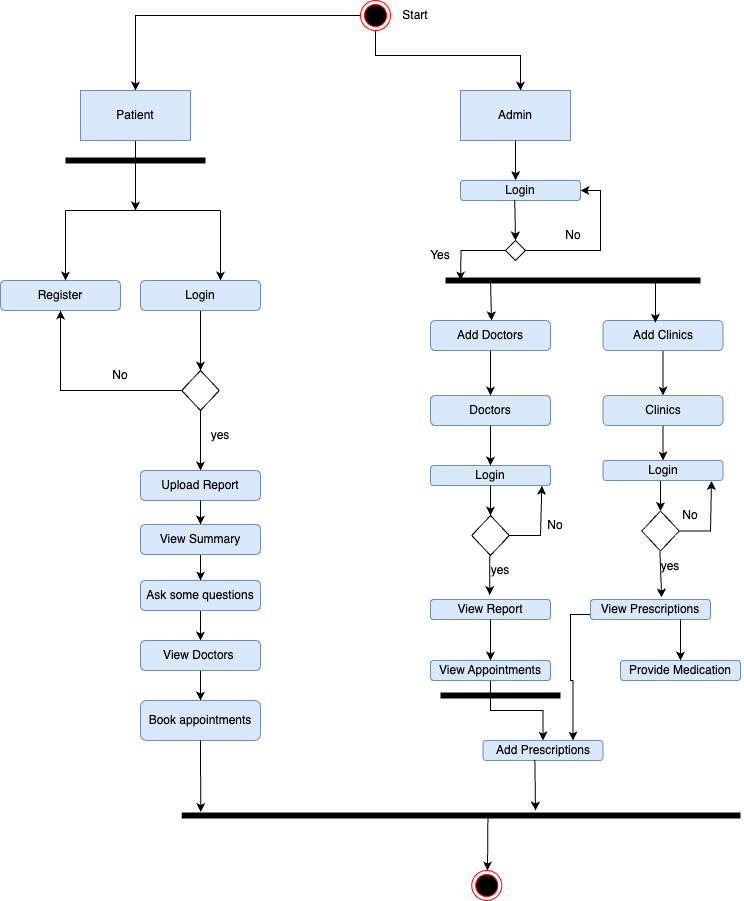 Start
Patient
Admin
Login
No
Yes
Register
Login
Add Doctors
Add Clinics
No
Doctors
Clinics
yes
Login
Login
Upload Report
No
No
View Summary
yes
yes
Ask some questions
View Report
View Prescriptions
View Doctors
View Appointments
Provide Medication
Book appointments
Add Prescriptions